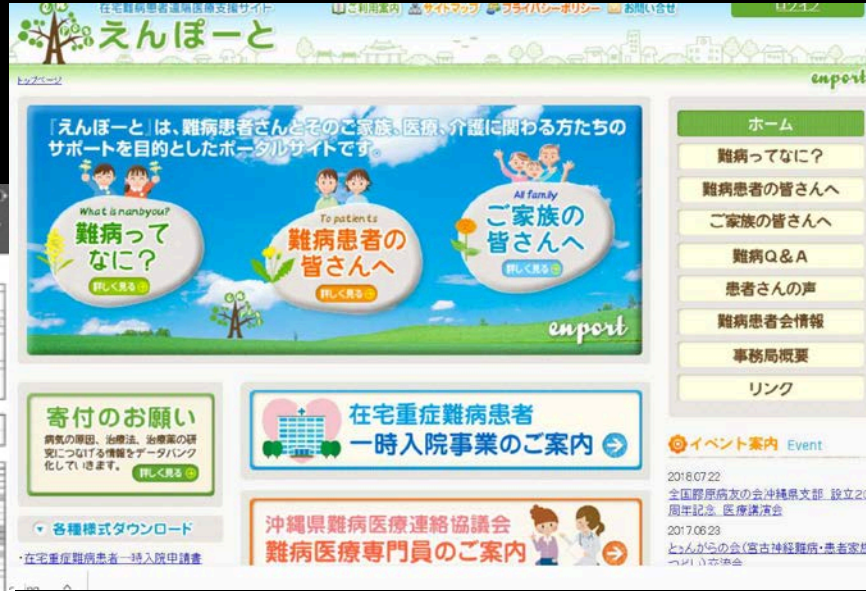 在宅難病患者遠隔医療支援サイト
ご利用案内 サイトマップ プライバシーポリシー お問い合せ
ログイン
えんぽーと
トップページ
enport
『えんぽーと』は、難病患者さんとそのご家族、医療、介護に関わる方たちの
サポートを目的としたポータルサイトです。
What is nanbyou?
難病って
なに?
詳しく見る
To patients
難病患者の
皆さんへ
詳しく見る
All family
ご家族の
皆さんへ
詳しく見る
enport
ホーム
難病ってなに?
難病患者の皆さんへ
ご家族の皆さんへ
難病Q&A
患者さんの声
難病患者会情報
事務局概要
リンク
寄付のお願い
病気の原因、治療法、治療薬の研
究につなげる情報をデータバンク
化していきます。
詳しく見る
各種様式ダウンロード
・在宅重症難病患者一時入院申請書
在宅重症難病患者
一時入院事業のご案内
沖縄県難病医療連絡協議会
難病医療専門員のご案内
イベント案内 Event
2018.07.22
全国膠原病友の会沖縄県支部 設立2
周年記念 医療講演会
2017.06.23
とぅんがらの会(宮古神経難病・患者家族
つどい)交流会